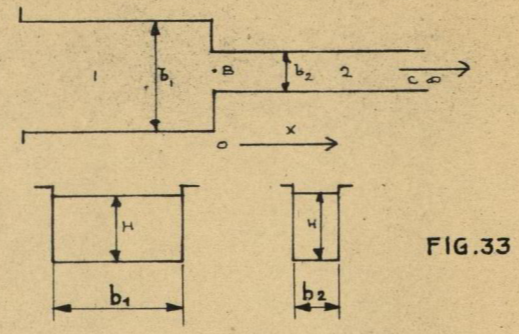 1 b₁ B b₂ 2 C ∞
O X
H H
FIG.33
b₁ b₂